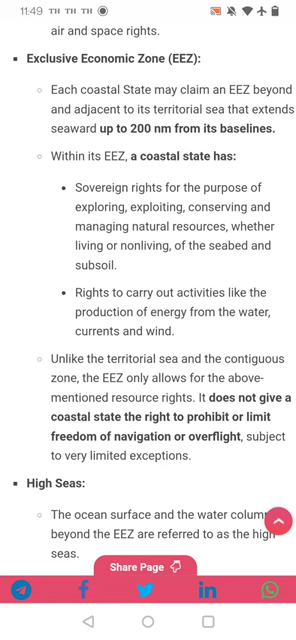 11:49 TH TH TH
air and space rights.
Exclusive Economic Zone (EEZ):
Each coastal State may claim an EEZ beyond
and adjacent to its territorial sea that extends
seaward up to 200 nm from its baselines.
Within its EEZ, a coastal state has:
Sovereign rights for the purpose of
exploring, exploiting, conserving and
managing natural resources, whether
living or nonliving, of the seabed and
subsoil.
Rights to carry out activities like the
production of energy from the water,
currents and wind.
Unlike the territorial sea and the contiguous
zone, the EEZ only allows for the above-
mentioned resource rights. It does not give a
coastal state the right to prohibit or limit
freedom of navigation or overflight, subject
to very limited exceptions.
High Seas:
The ocean surface and the water colum
beyond the EEZ are referred to as the high
seas.
Share Page